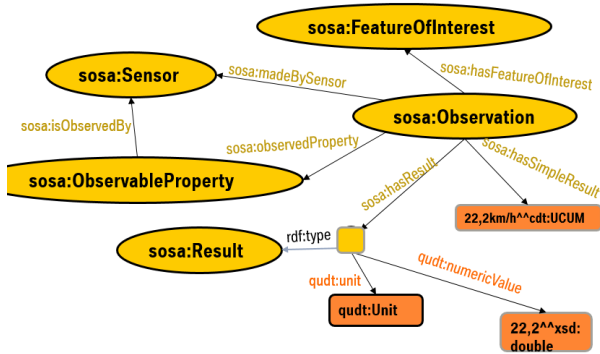 sosa:FeatureOfInterest
sosa:Sensor
sosa:madeBySensor
sosa:hasFeatureOfInterest
sosa:Observation
sosa:isObservedBy
sosa:observedProperty
sosa:hasSimpleResult
sosa:ObservableProperty
sosa:hasResult
22,2km/h^^cdt:UCUM
rdf:type
sosa:Result
qudt:unit
qudt:numericValue
qudt:Unit
22,2^^xsd:
double